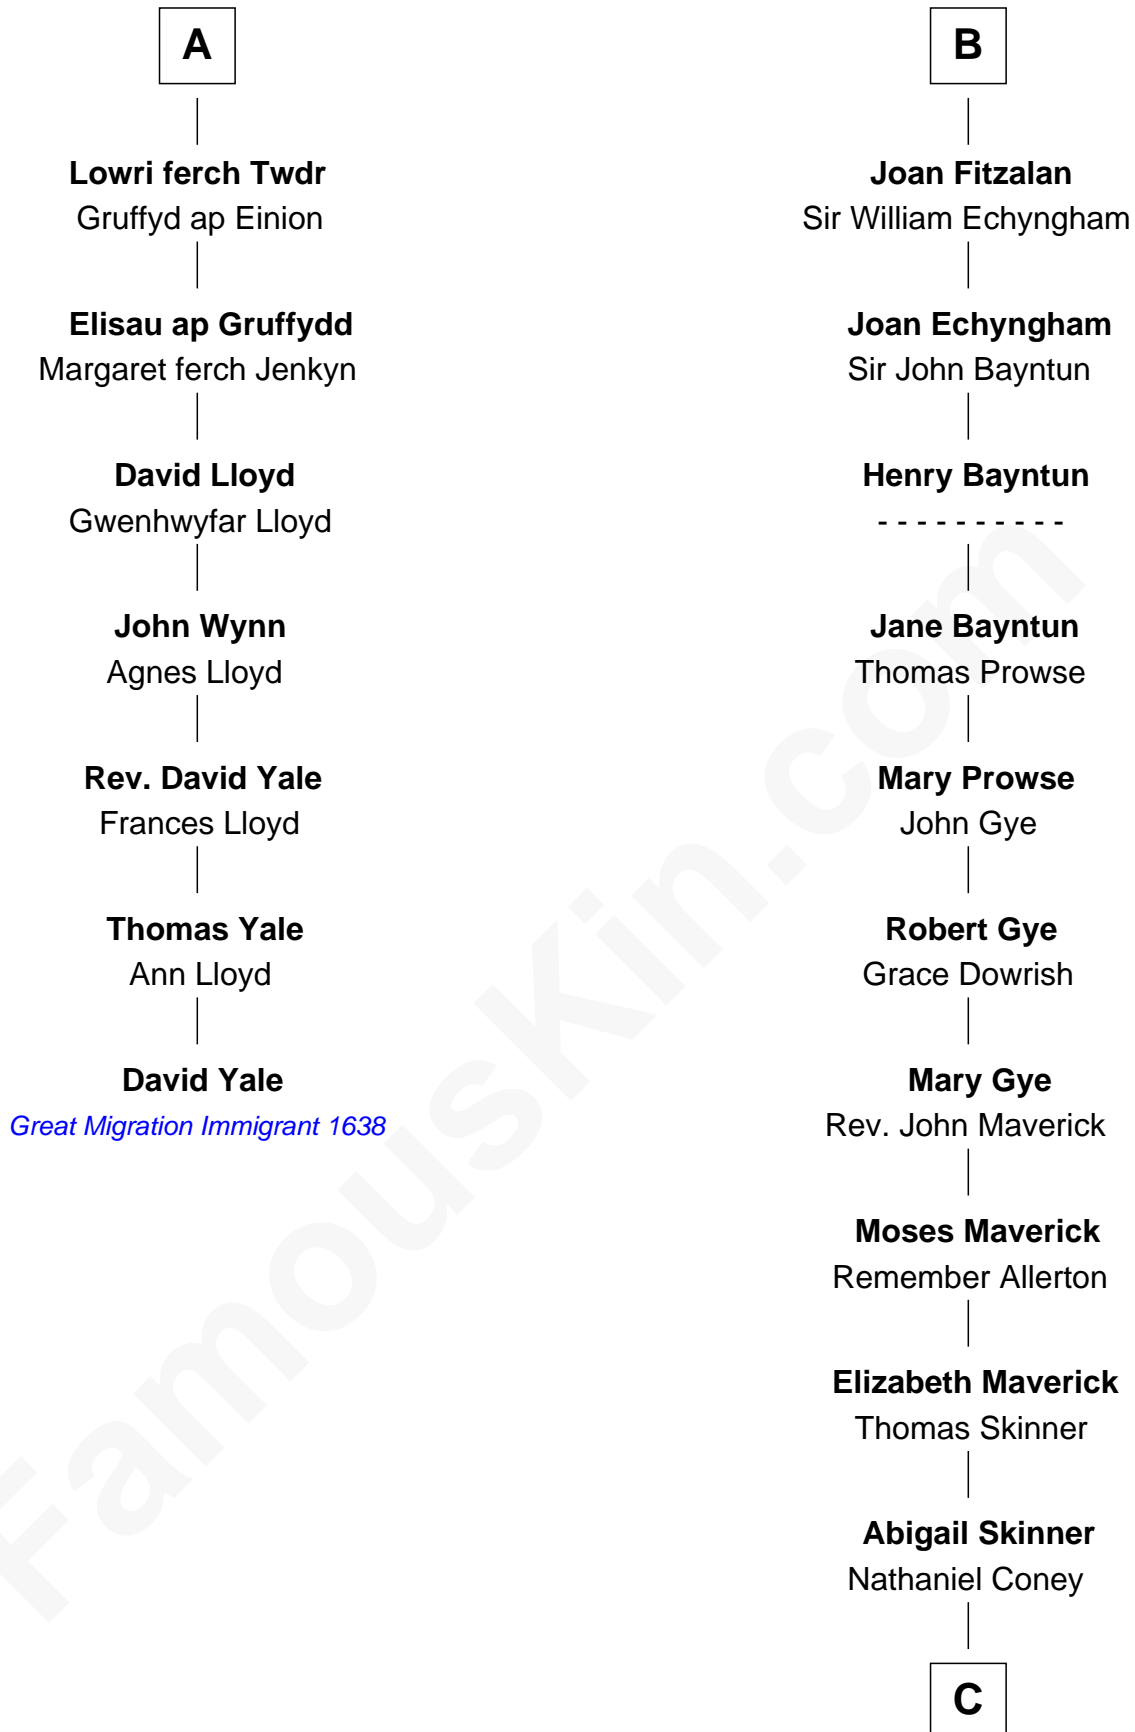 A
Lowri ferch Twdr
Gruffyd ap Einion
Elisau ap Gruffydd
Margaret ferch Jenkyn
David Lloyd
Gwenhwyfar Lloyd
John Wynn
Agnes Lloyd
Rev. David Yale
Frances Lloyd
Thomas Yale
Ann Lloyd
David Yale
Great Migration Immigrant 1638
B
Joan Fitzalan
Sir William Echyngham
Joan Echyngham
Sir John Bayntun
Henry Bayntun
- - - - - - - - - -
Jane Bayntun
Thomas Prowse
Mary Prowse
John Gye
Robert Gye
Grace Dowrish
Mary Gye
Rev. John Maverick
Moses Maverick
Remember Allerton
Elizabeth Maverick
Thomas Skinner
Abigail Skinner
Nathaniel Coney
C
FamousKin.com